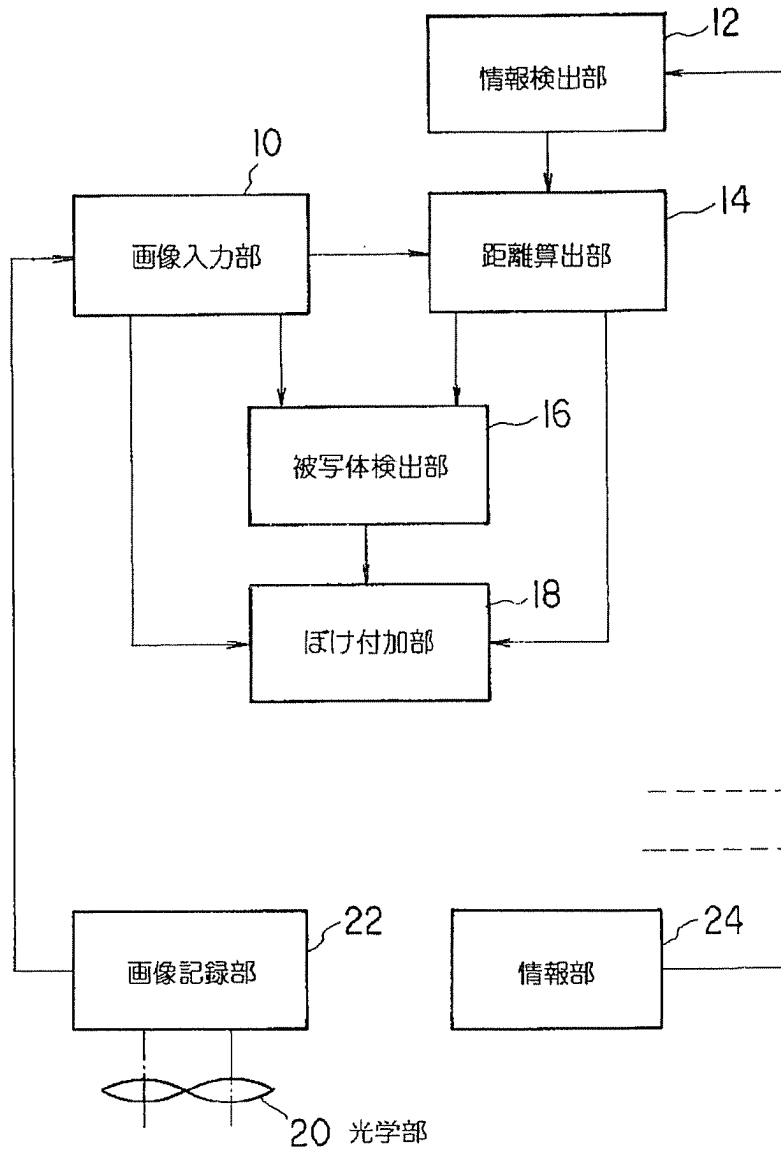 12
情報検出部
10
14
画像入力部
距離算出部
16
被写体検出部
18
ぼけ付加部
22
24
画像記録部
情報部
20 光学部